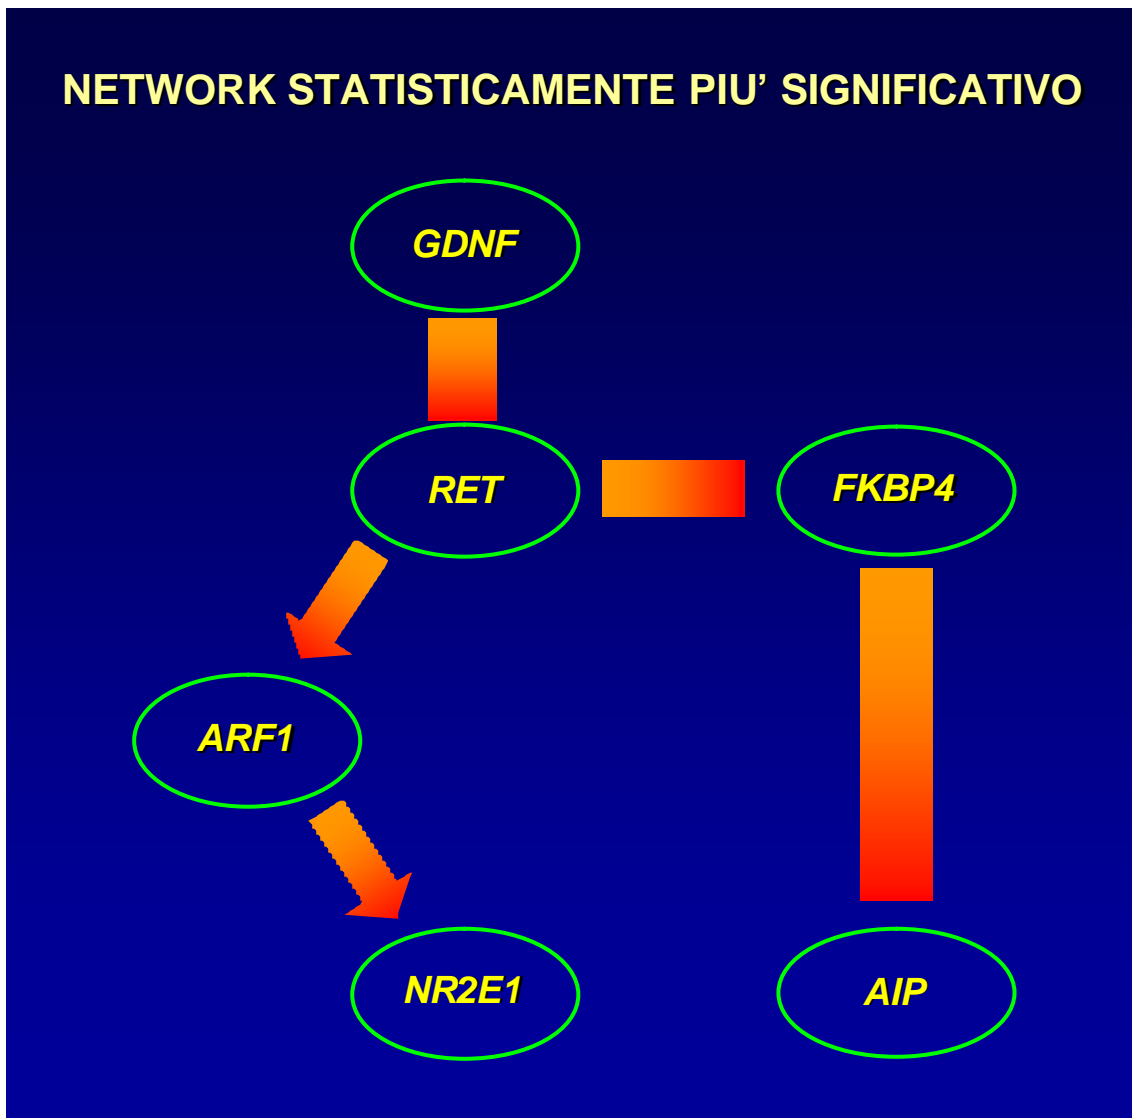 NETWORK STATISTICAMENTE PIU’ SIGNIFICATIVO
GDNF
RET
FKBP4
ARF1
NR2E1
AIP